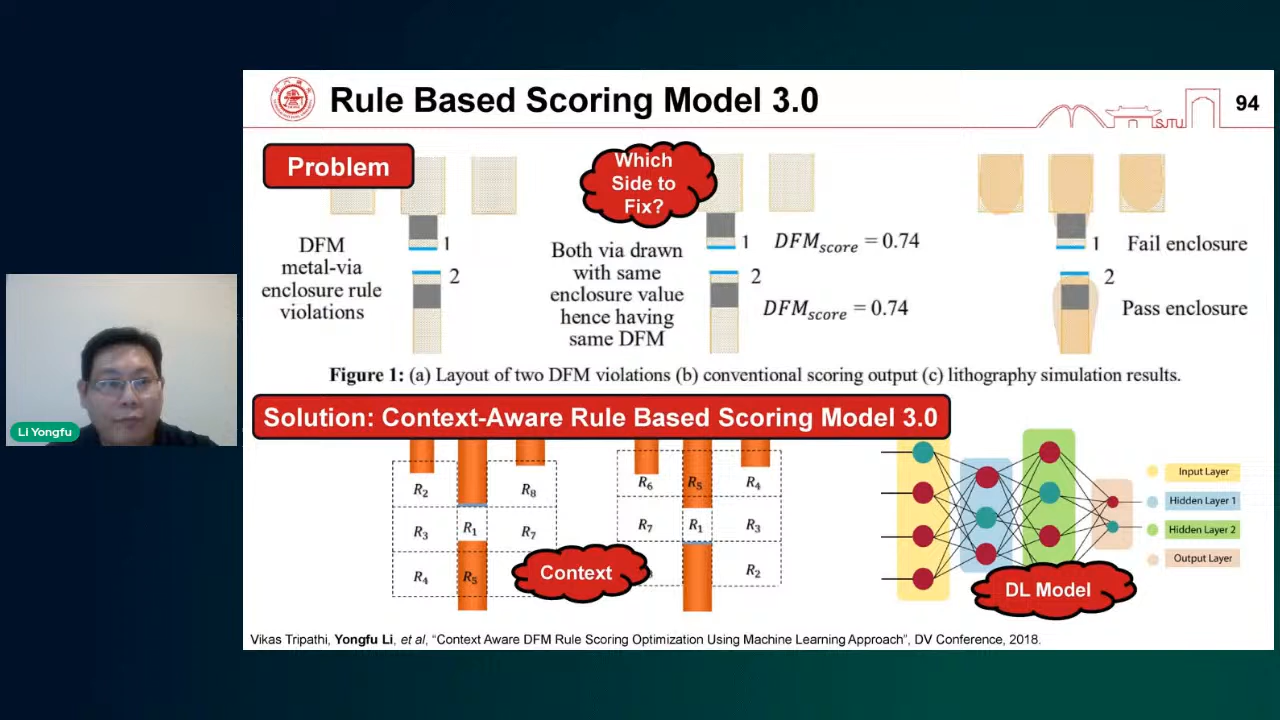 Rule Based Scoring Model 3.0
SJTU
94
Problem
DFM
metal-via
enclosure rule
violations
1
2
Which
Side to
Fix?
Both via drawn
with same
enclosure value
hence having
same DFM
1
DFMscore = 0.74
2
DFMscore = 0.74
1
Fail enclosure
2
Pass enclosure
Figure 1: (a) Layout of two DFM violations (b) conventional scoring output (c) lithography simulation results.
Solution: Context-Aware Rule Based Scoring Model 3.0
R2
R8
R3
R1
R7
R4
R5
R6
R5
R4
R7
R1
R3
R2
Context
Input Layer
Hidden Layer 1
Hidden Layer 2
Output Layer
DL Model
Vikas Tripathi, Yongfu Li, et al, “Context Aware DFM Rule Scoring Optimization Using Machine Learning Approach”, DV Conference, 2018.
Li Yongfu